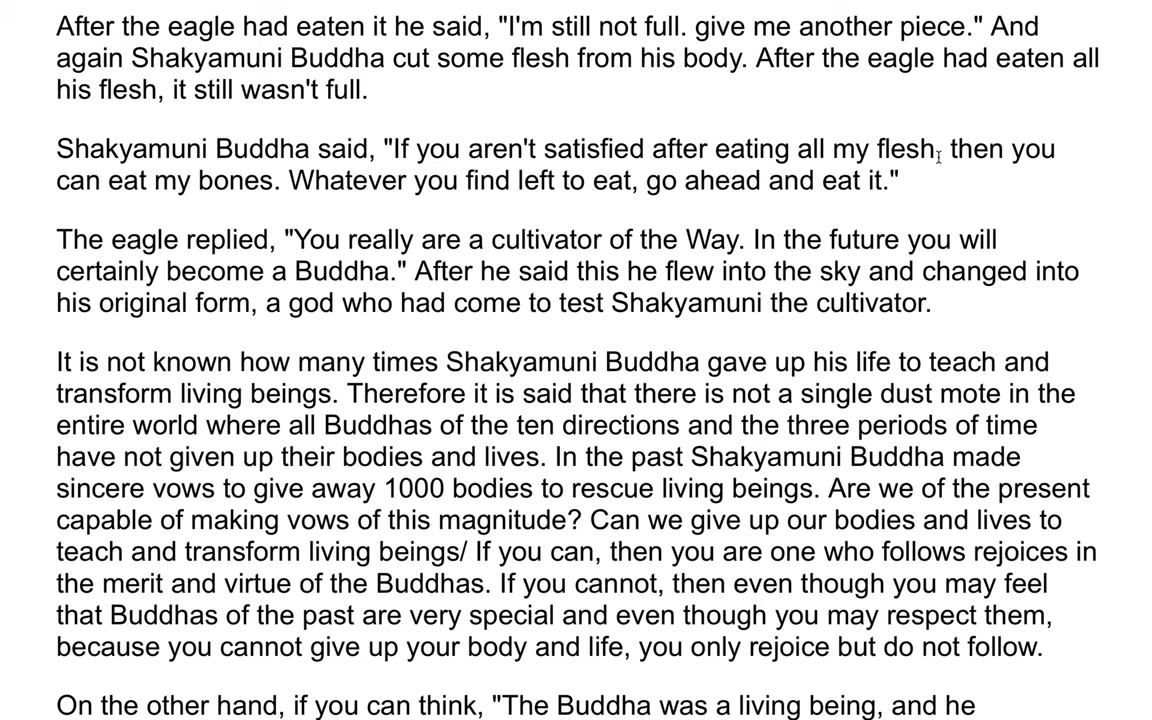 After the eagle had eaten it he said, "I'm still not full. give me another piece." And
again Shakyamuni Buddha cut some flesh from his body. After the eagle had eaten all
his flesh, it still wasn't full.
Shakyamuni Buddha said, "If you aren't satisfied after eating all my flesh, then you
can eat my bones. Whatever you find left to eat, go ahead and eat it."
The eagle replied, "You really are a cultivator of the Way. In the future you will
certainly become a Buddha." After he said this he flew into the sky and changed into
his original form, a god who had come to test Shakyamuni the cultivator.
It is not known how many times Shakyamuni Buddha gave up his life to teach and
transform living beings. Therefore it is said that there is not a single dust mote in the
entire world where all Buddhas of the ten directions and the three periods of time
have not given up their bodies and lives. In the past Shakyamuni Buddha made
sincere vows to give away 1000 bodies to rescue living beings. Are we of the present
capable of making vows of this magnitude? Can we give up our bodies and lives to
teach and transform living beings/ If you can, then you are one who follows rejoices in
the merit and virtue of the Buddhas. If you cannot, then even though you may feel
that Buddhas of the past are very special and even though you may respect them,
because you cannot give up your body and life, you only rejoice but do not follow.
On the other hand, if you can think, "The Buddha was a living being, and he